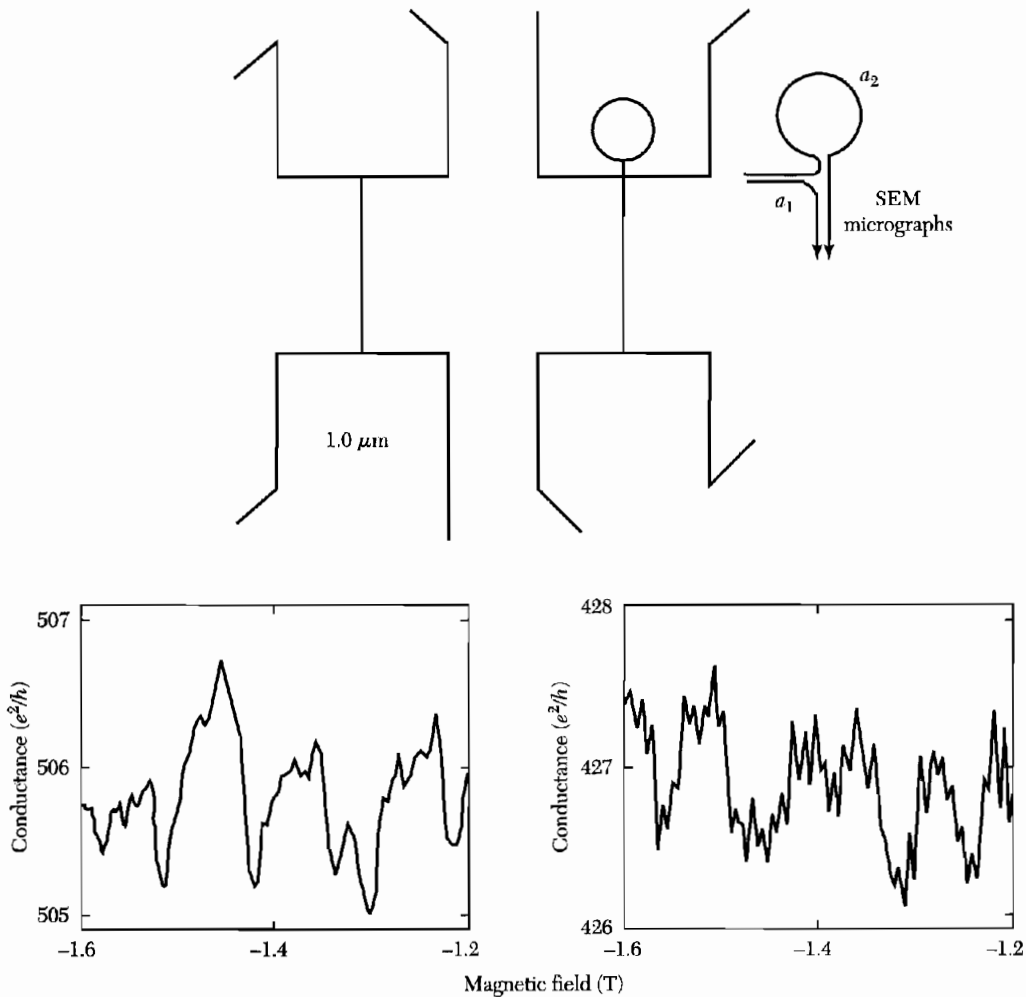 a₂
a₁
SEM
micrographs
1.0 μm
507
506
505
Conductance (e²/h)
−1.6
−1.4
−1.2
428
427
426
Conductance (e²/h)
−1.6
−1.4
−1.2
Magnetic field (T)